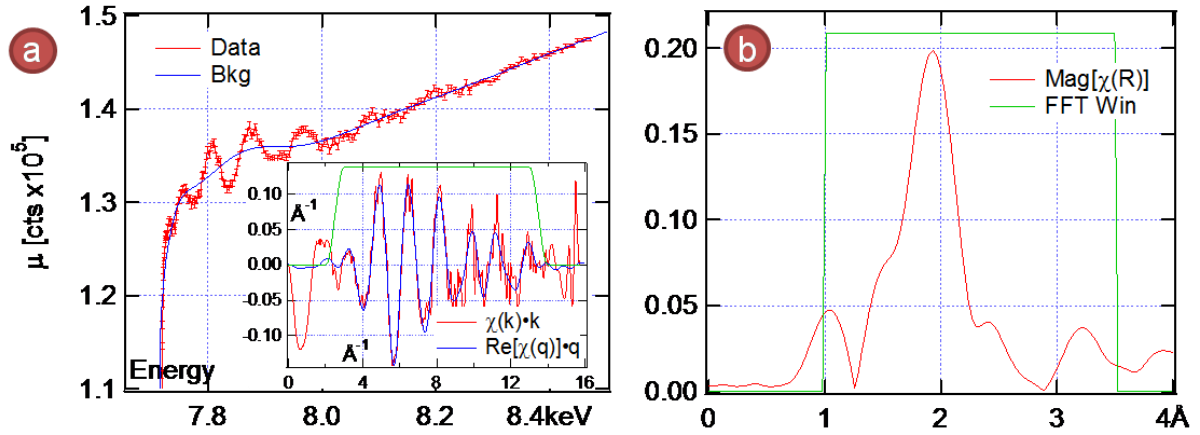 a
1.5
1.4
1.3
1.2
1.1
μ [cts x10⁵]
Data
Bkg
0.10
0.05
0.00
-0.05
-0.10
Å⁻¹
χ(k)•k
Re[χ(q)]•q
Å⁻¹
0 4 8 12 16
Energy
7.8 8.0 8.2 8.4keV
b
0.20
0.15
0.10
0.05
0.00
Mag[χ(R)]
FFT Win
0 1 2 3 4Å